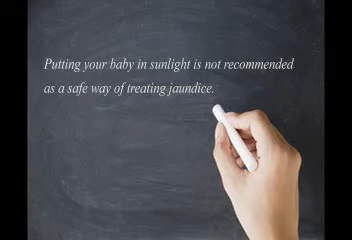 Putting your baby in sunlight is not recommended
as a safe way of treating jaundice.